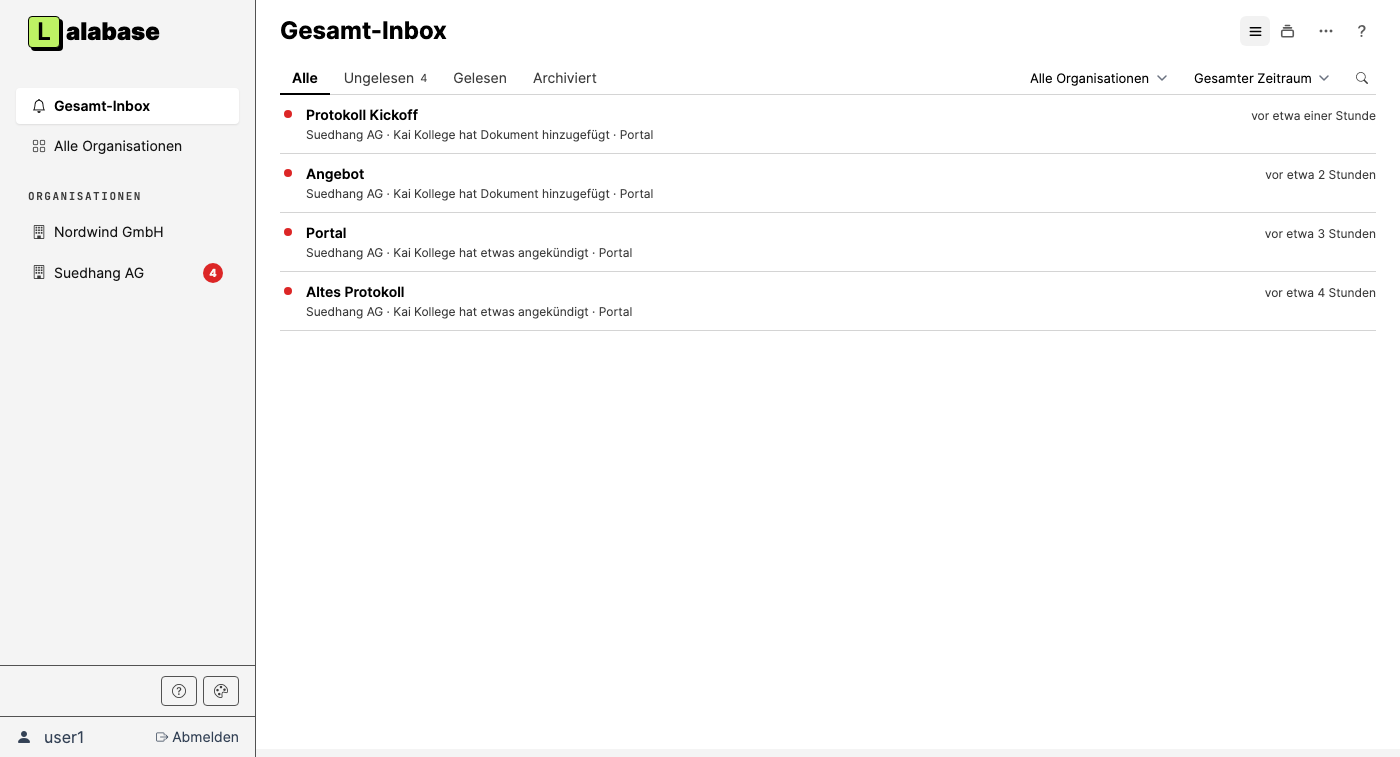 Lalabase
Gesamt-Inbox
Alle Organisationen
ORGANISATIONEN
Nordwind GmbH
Suedhang AG 4
user1 Abmelden
Gesamt-Inbox
?
Alle Ungelesen 4 Gelesen Archiviert Alle Organisationen Gesamter Zeitraum
Protokoll Kickoff vor etwa einer Stunde
Suedhang AG · Kai Kollege hat Dokument hinzugefügt · Portal
Angebot vor etwa 2 Stunden
Suedhang AG · Kai Kollege hat Dokument hinzugefügt · Portal
Portal vor etwa 3 Stunden
Suedhang AG · Kai Kollege hat etwas angekündigt · Portal
Altes Protokoll vor etwa 4 Stunden
Suedhang AG · Kai Kollege hat etwas angekündigt · Portal